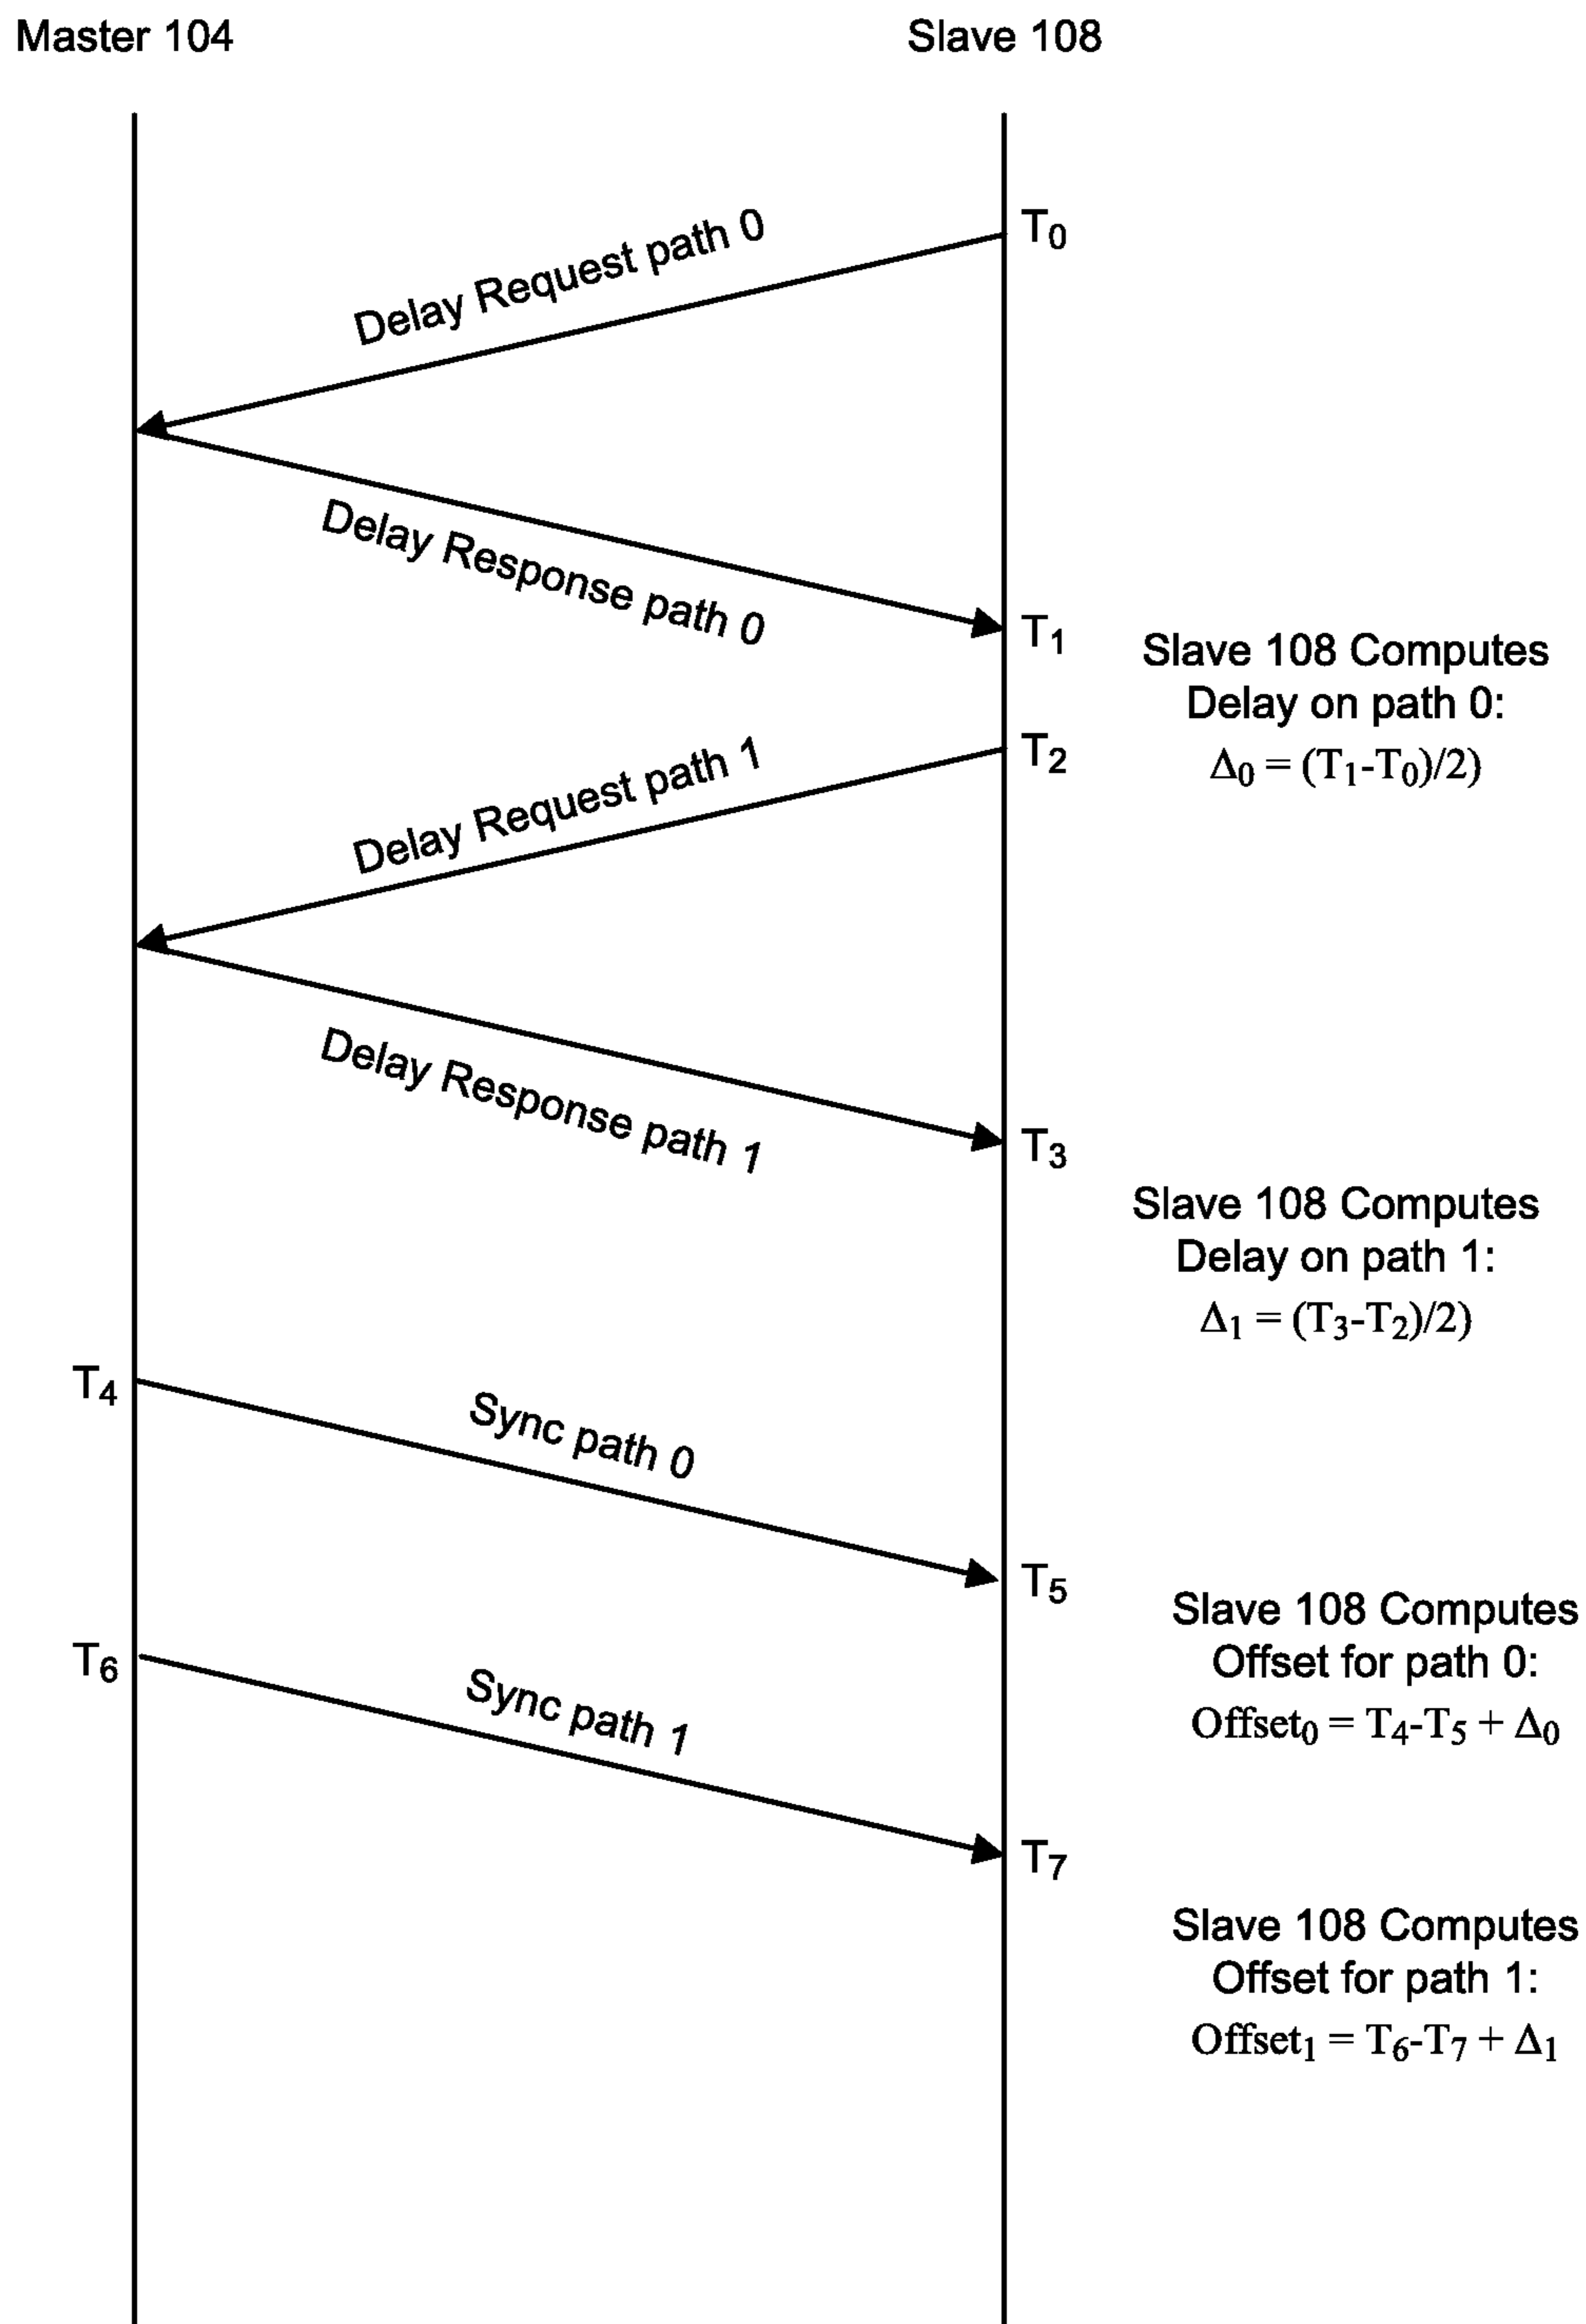 Master 104
Slave 108
T₀
Delay Request path 0
Delay Response path 0
T₁
Slave 108 Computes
Delay on path 0:
Δ₀ = (T₁-T₀)/2)
T₂
Delay Request path 1
Delay Response path 1
T₃
Slave 108 Computes
Delay on path 1:
Δ₁ = (T₃-T₂)/2)
T₄
Sync path 0
T₅
Slave 108 Computes
Offset for path 0:
Offset₀ = T₄-T₅ + Δ₀
T₆
Sync path 1
T₇
Slave 108 Computes
Offset for path 1:
Offset₁ = T₆-T₇ + Δ₁